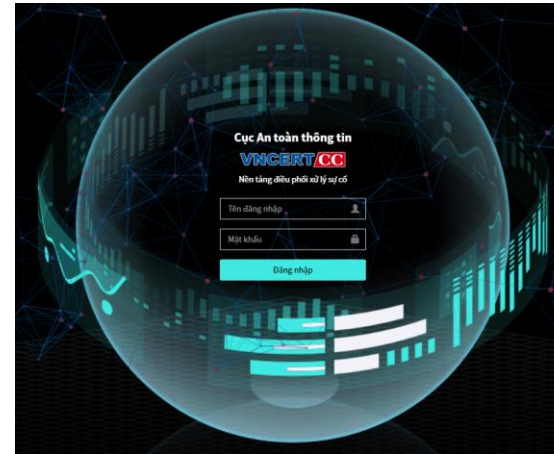 Cục An toàn thông tin
VNCERT/CC
Nền tảng điều phối xử lý sự cố
Tên đăng nhập
Mật khẩu
Đăng nhập